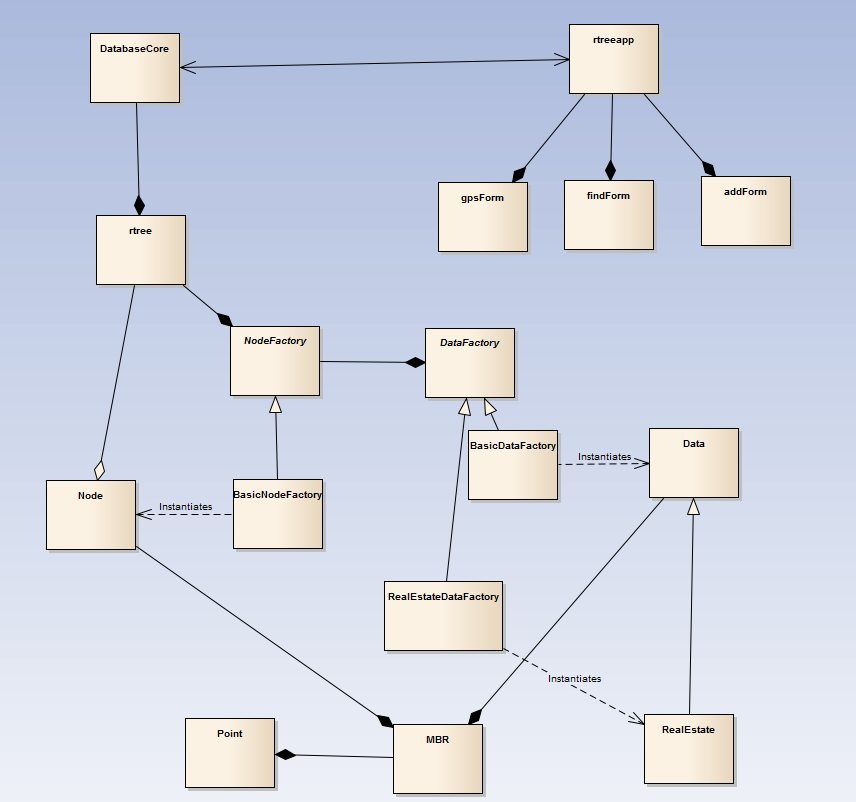 DatabaseCore
rtreeapp
gpsForm
findForm
addForm
rtree
NodeFactory
DataFactory
BasicDataFactory
Instantiates
Data
Node
Instantiates
BasicNodeFactory
RealEstateDataFactory
Instantiates
Point
MBR
RealEstate